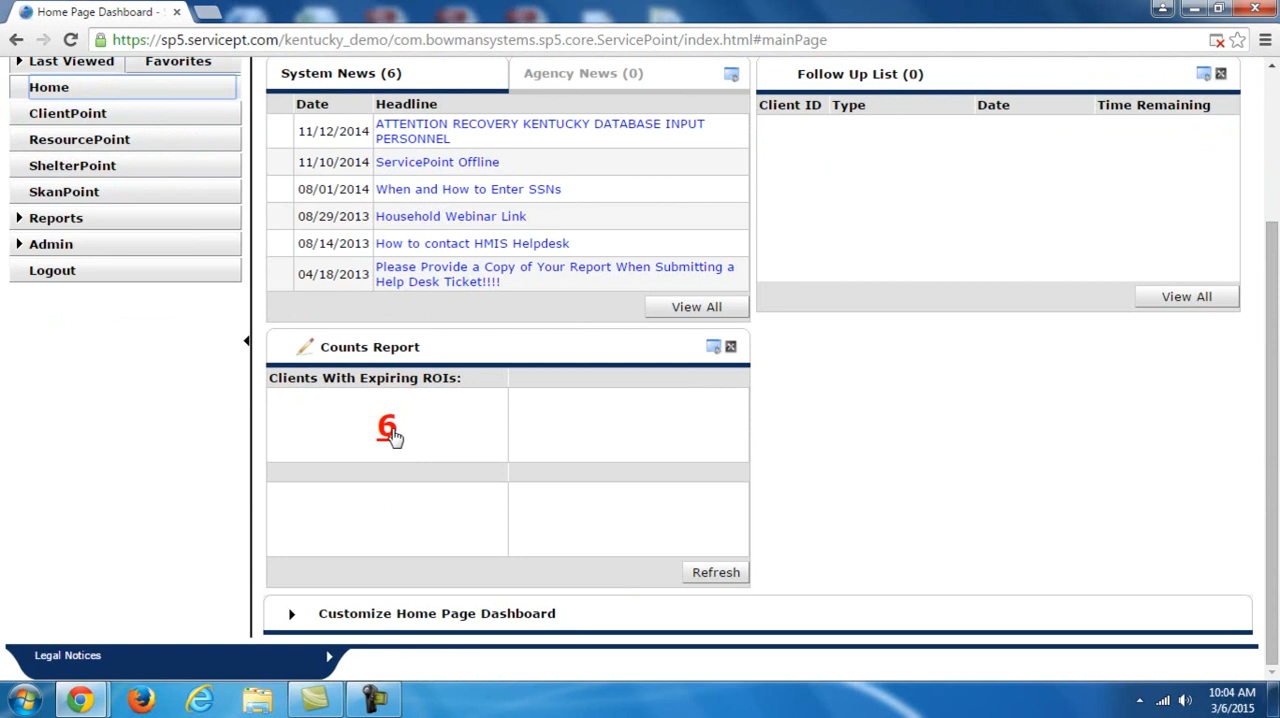 Home Page Dashboard -
https://sp5.servicept.com/kentucky_demo/com.bowmansystems.sp5.core.ServicePoint/index.html#mainPage
Last Viewed Favorites
Home
ClientPoint
ResourcePoint
ShelterPoint
SkanPoint
Reports
Admin
Logout
System News (6) Agency News (0)
Date Headline
11/12/2014 ATTENTION RECOVERY KENTUCKY DATABASE INPUT
PERSONNEL
11/10/2014 ServicePoint Offline
08/01/2014 When and How to Enter SSNs
08/29/2013 Household Webinar Link
08/14/2013 How to contact HMIS Helpdesk
04/18/2013 Please Provide a Copy of Your Report When Submitting a
Help Desk Ticket!!!!
View All
Follow Up List (0)
Client ID Type Date Time Remaining
View All
Counts Report
Clients With Expiring ROIs:
6
Refresh
Customize Home Page Dashboard
Legal Notices
10:04 AM
3/6/2015